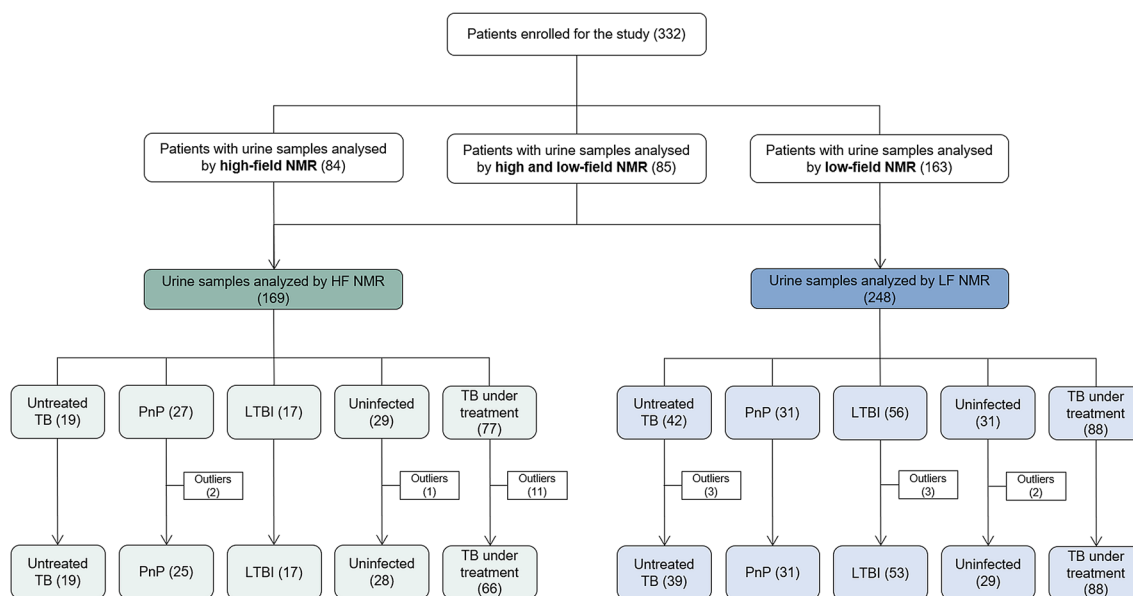 Patients enrolled for the study (332)
Patients with urine samples analysed
by high-field NMR (84)
Patients with urine samples analysed
by high and low-field NMR (85)
Patients with urine samples analysed
by low-field NMR (163)
Urine samples analyzed by HF NMR
(169)
Urine samples analyzed by LF NMR
(248)
Untreated
TB (19)
PnP (27)
LTBI (17)
Uninfected
(29)
TB under
treatment
(77)
Untreated
TB (42)
PnP (31)
LTBI (56)
Uninfected
(31)
TB under
treatment
(88)
Outliers
(2)
Outliers
(1)
Outliers
(11)
Outliers
(3)
Outliers
(3)
Outliers
(2)
Untreated
TB (19)
PnP (25)
LTBI (17)
Uninfected
(28)
TB under
treatment
(66)
Untreated
TB (39)
PnP (31)
LTBI (53)
Uninfected
(29)
TB under
treatment
(88)